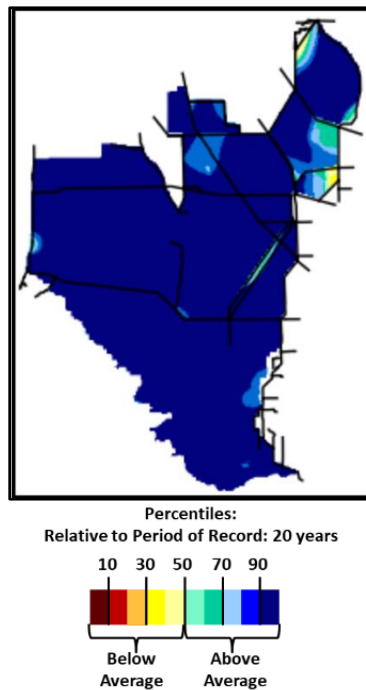 Percentiles:
Relative to Period of Record: 20 years
10 30 50 70 90
Below Above
Average Average